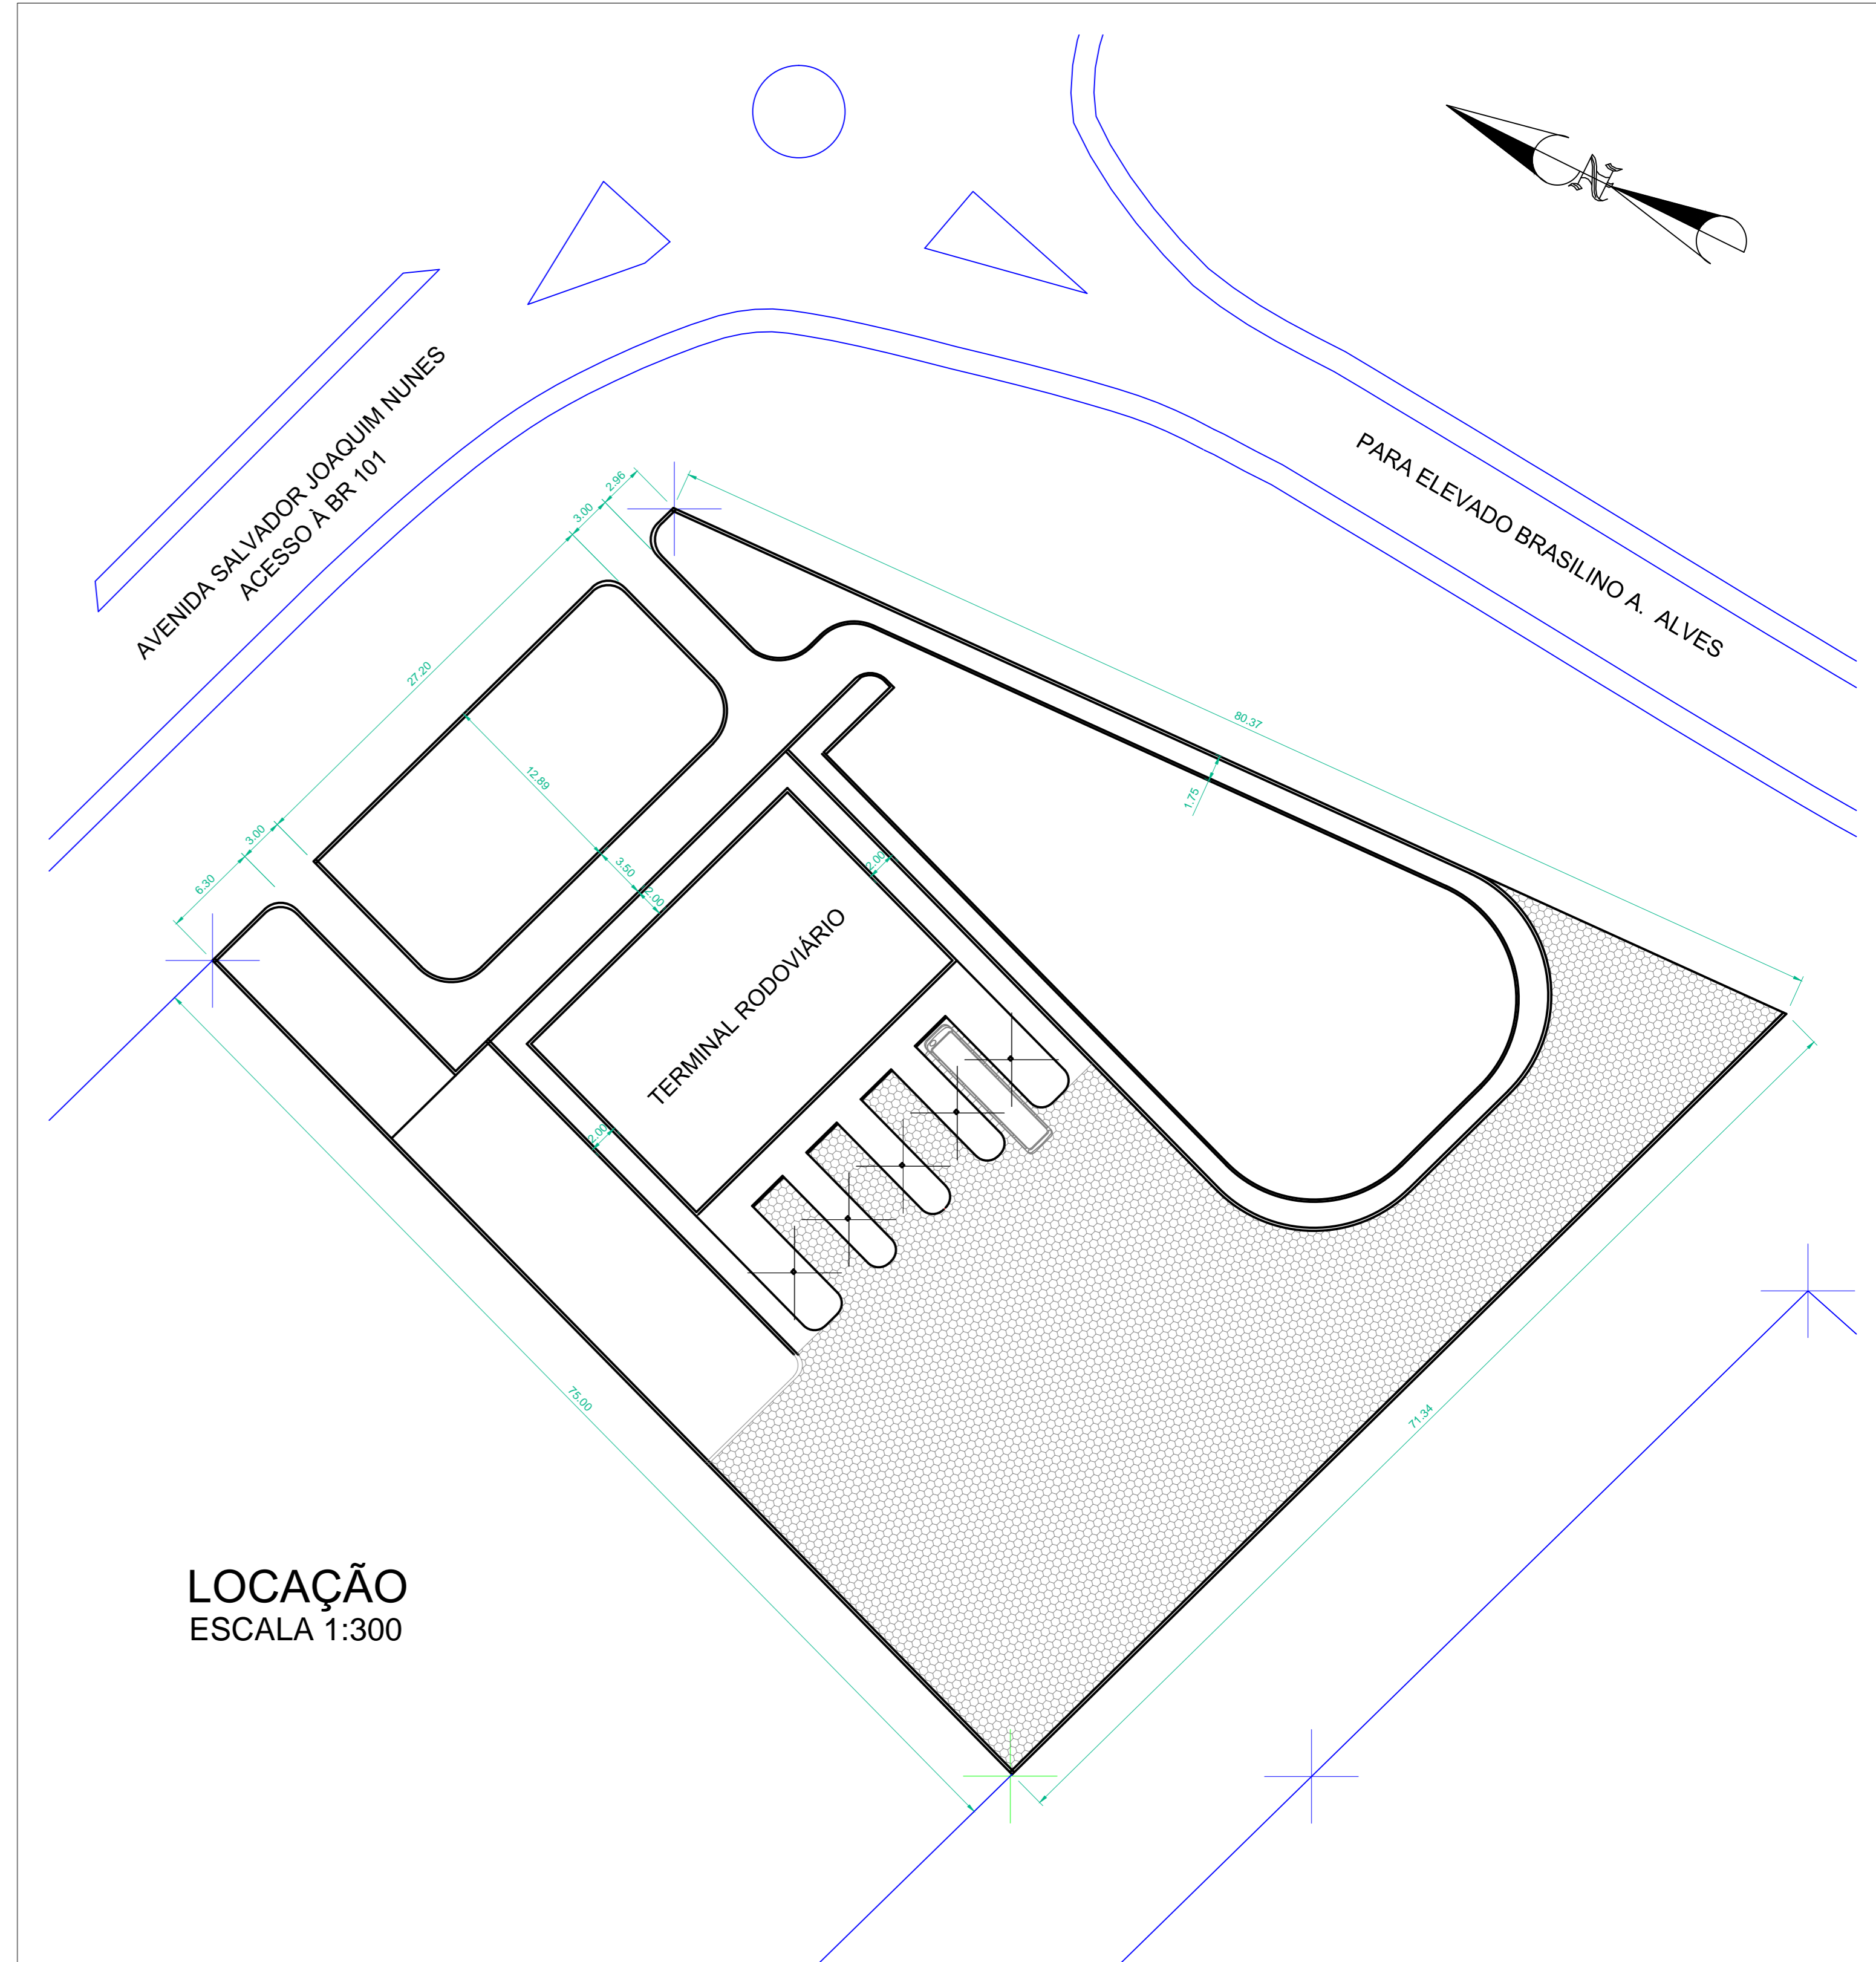 N
AVENIDA SALVADOR JOAQUIM NUNES
ACESSO À BR 101
PARA ELEVADO BRASILINO A. ALVES
2.96
3.00
27.20
3.00
6.30
80.37
1.75
12.89
3.50
2.00
2.00
TERMINAL RODOVIÁRIO
2.00
75.00
71.34
LOCAÇÃO
ESCALA 1:300